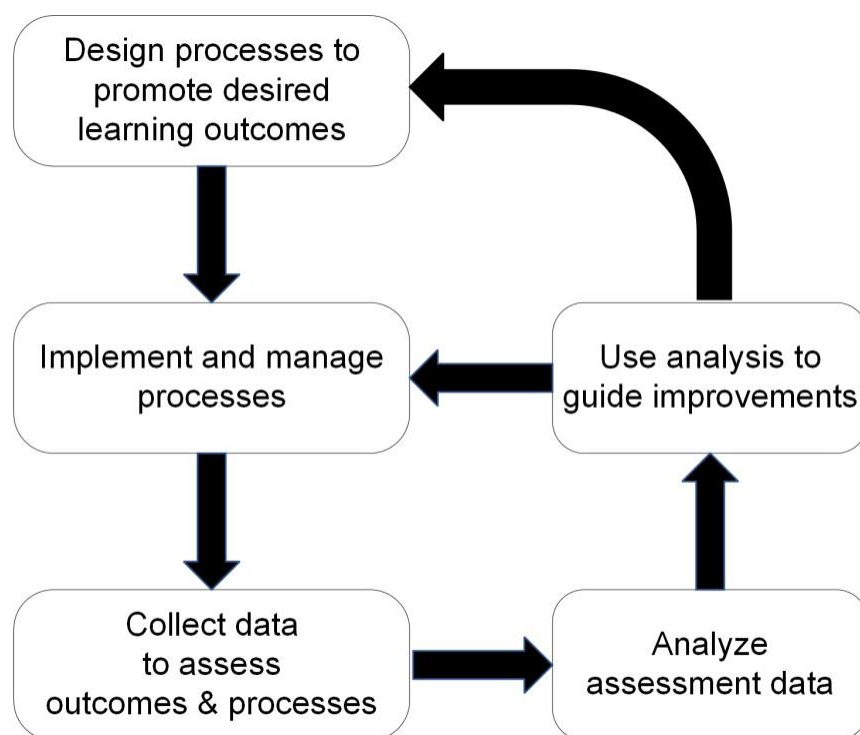 Design processes to
promote desired
learning outcomes
Implement and manage
processes
Use analysis to
guide improvements
Collect data
to assess
outcomes & processes
Analyze
assessment data